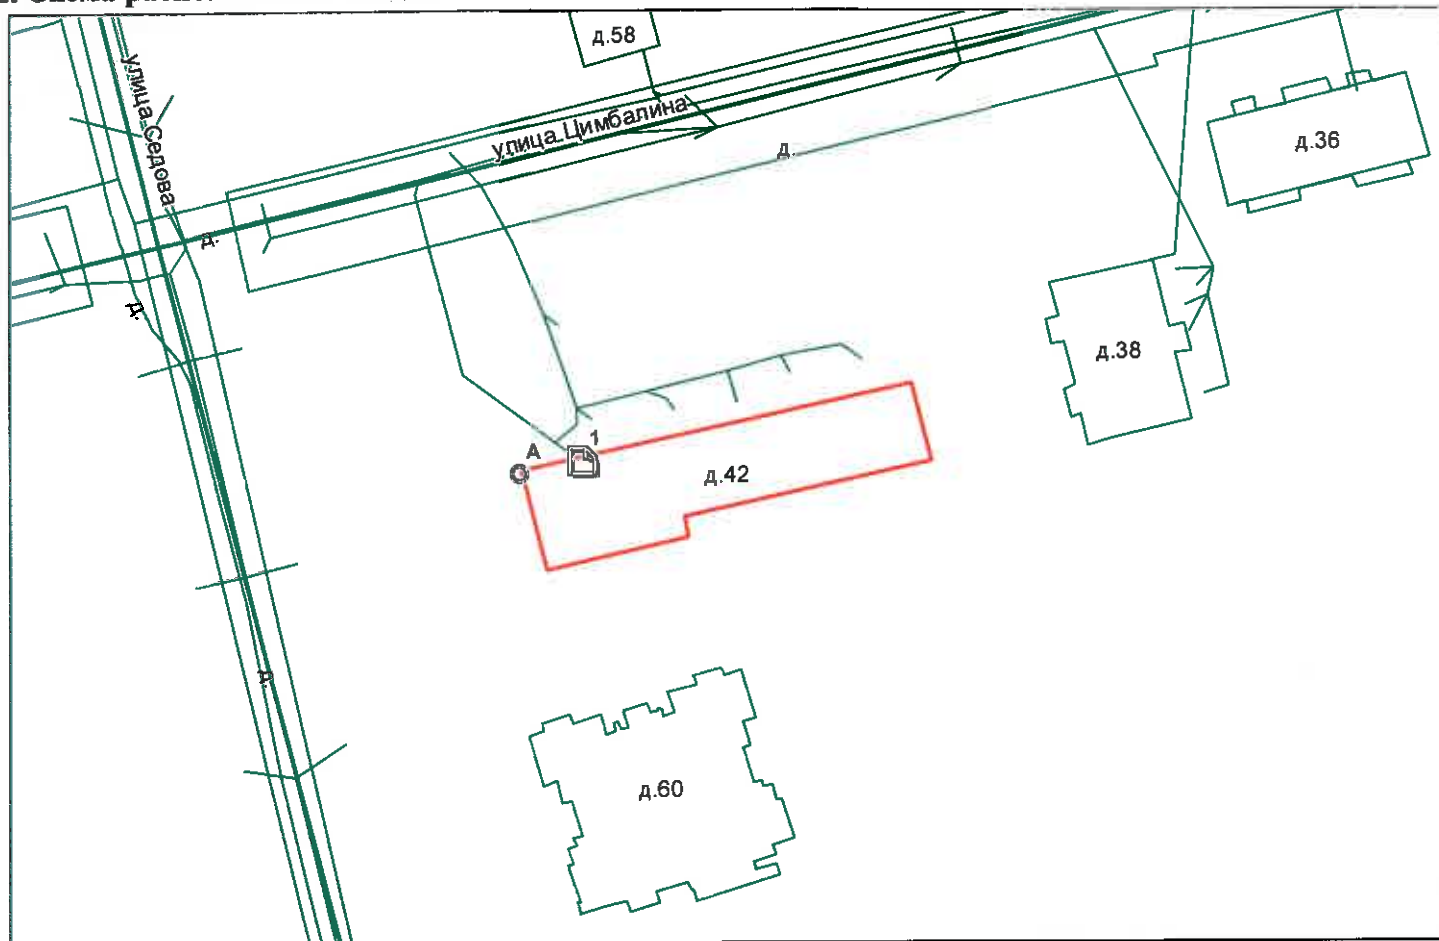 д.58
улица Седова
улица Цимбалина
д.
д.36
д.
д.
д.38
1
А
д.42
д.
д.60